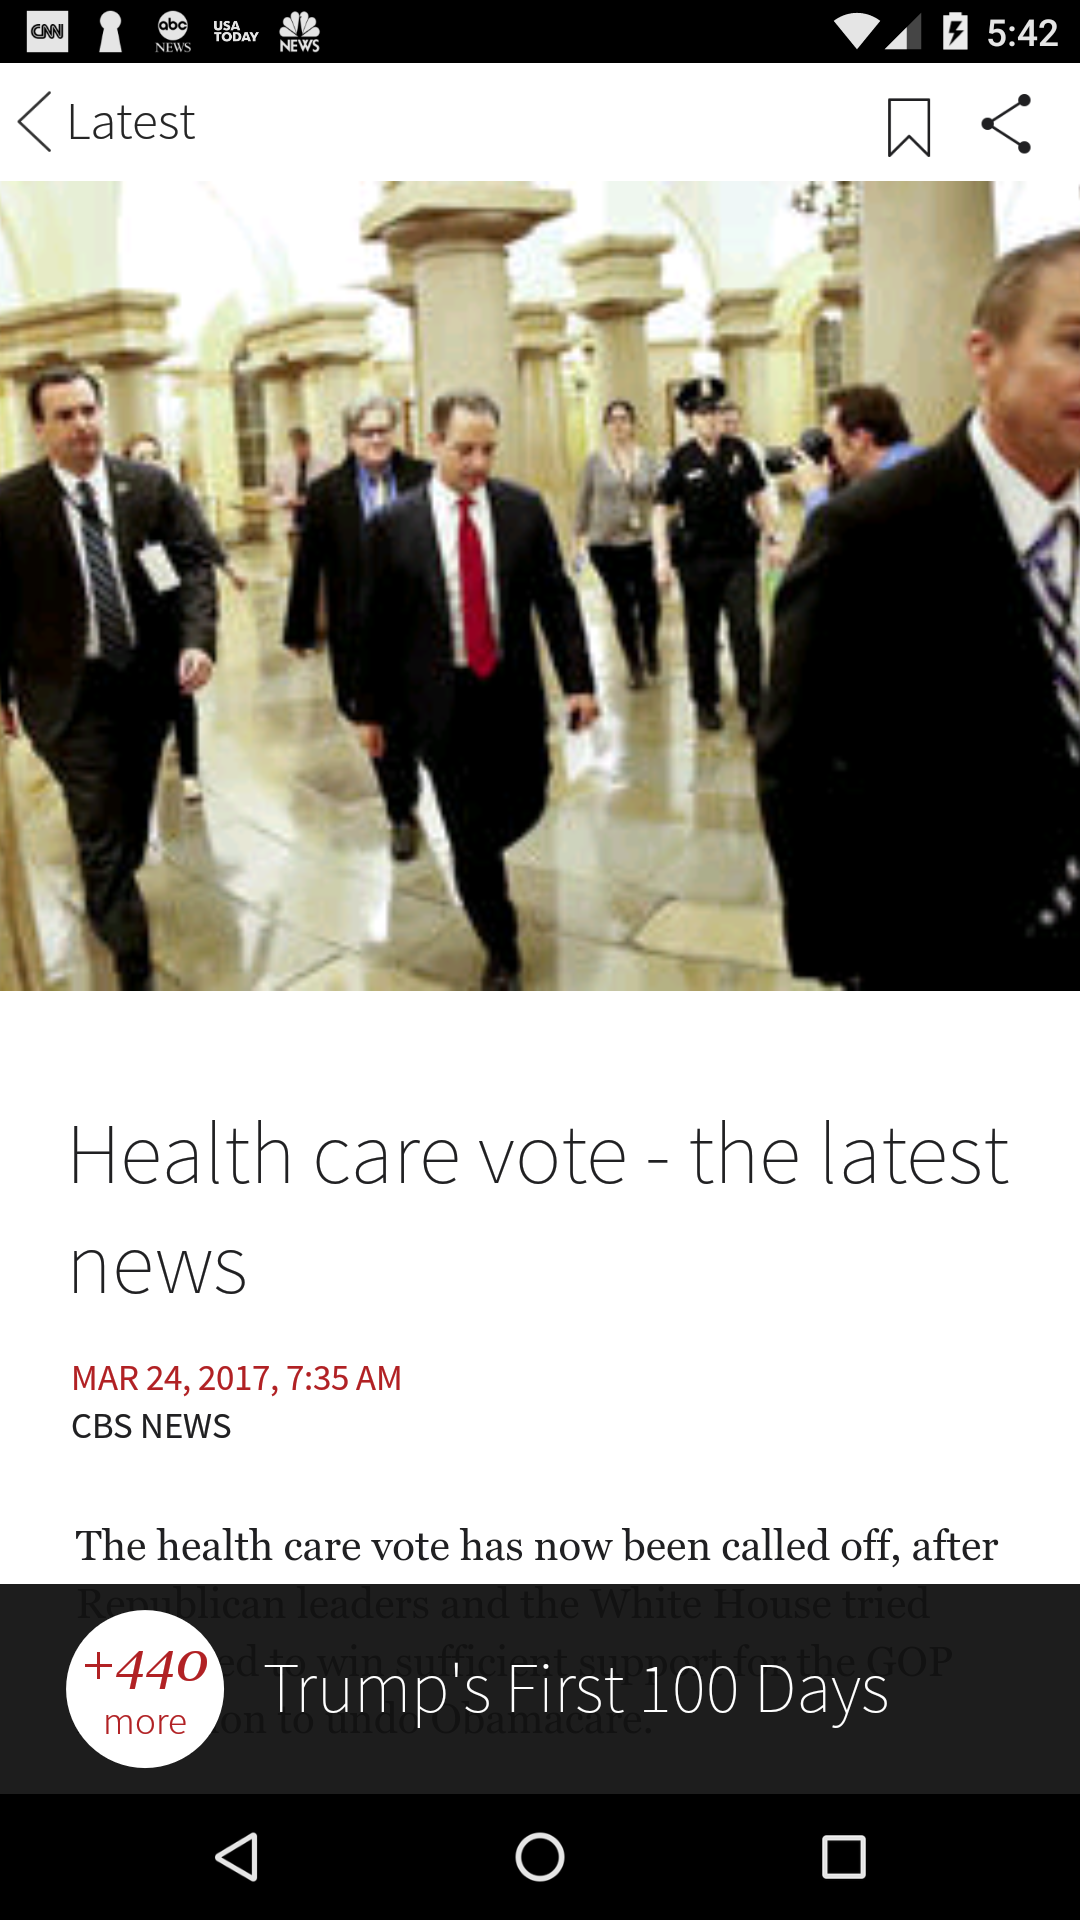 CNN
abc
NEWS
USA
TODAY
NEWS
5:42
Latest
Health care vote - the latest
news
MAR 24, 2017, 7:35 AM
CBS NEWS
The health care vote has now been called off, after
Republican leaders and the White House tried
to win sufficient support for the GOP
to undo Obamacare.
+440
more
Trump's First 100 Days